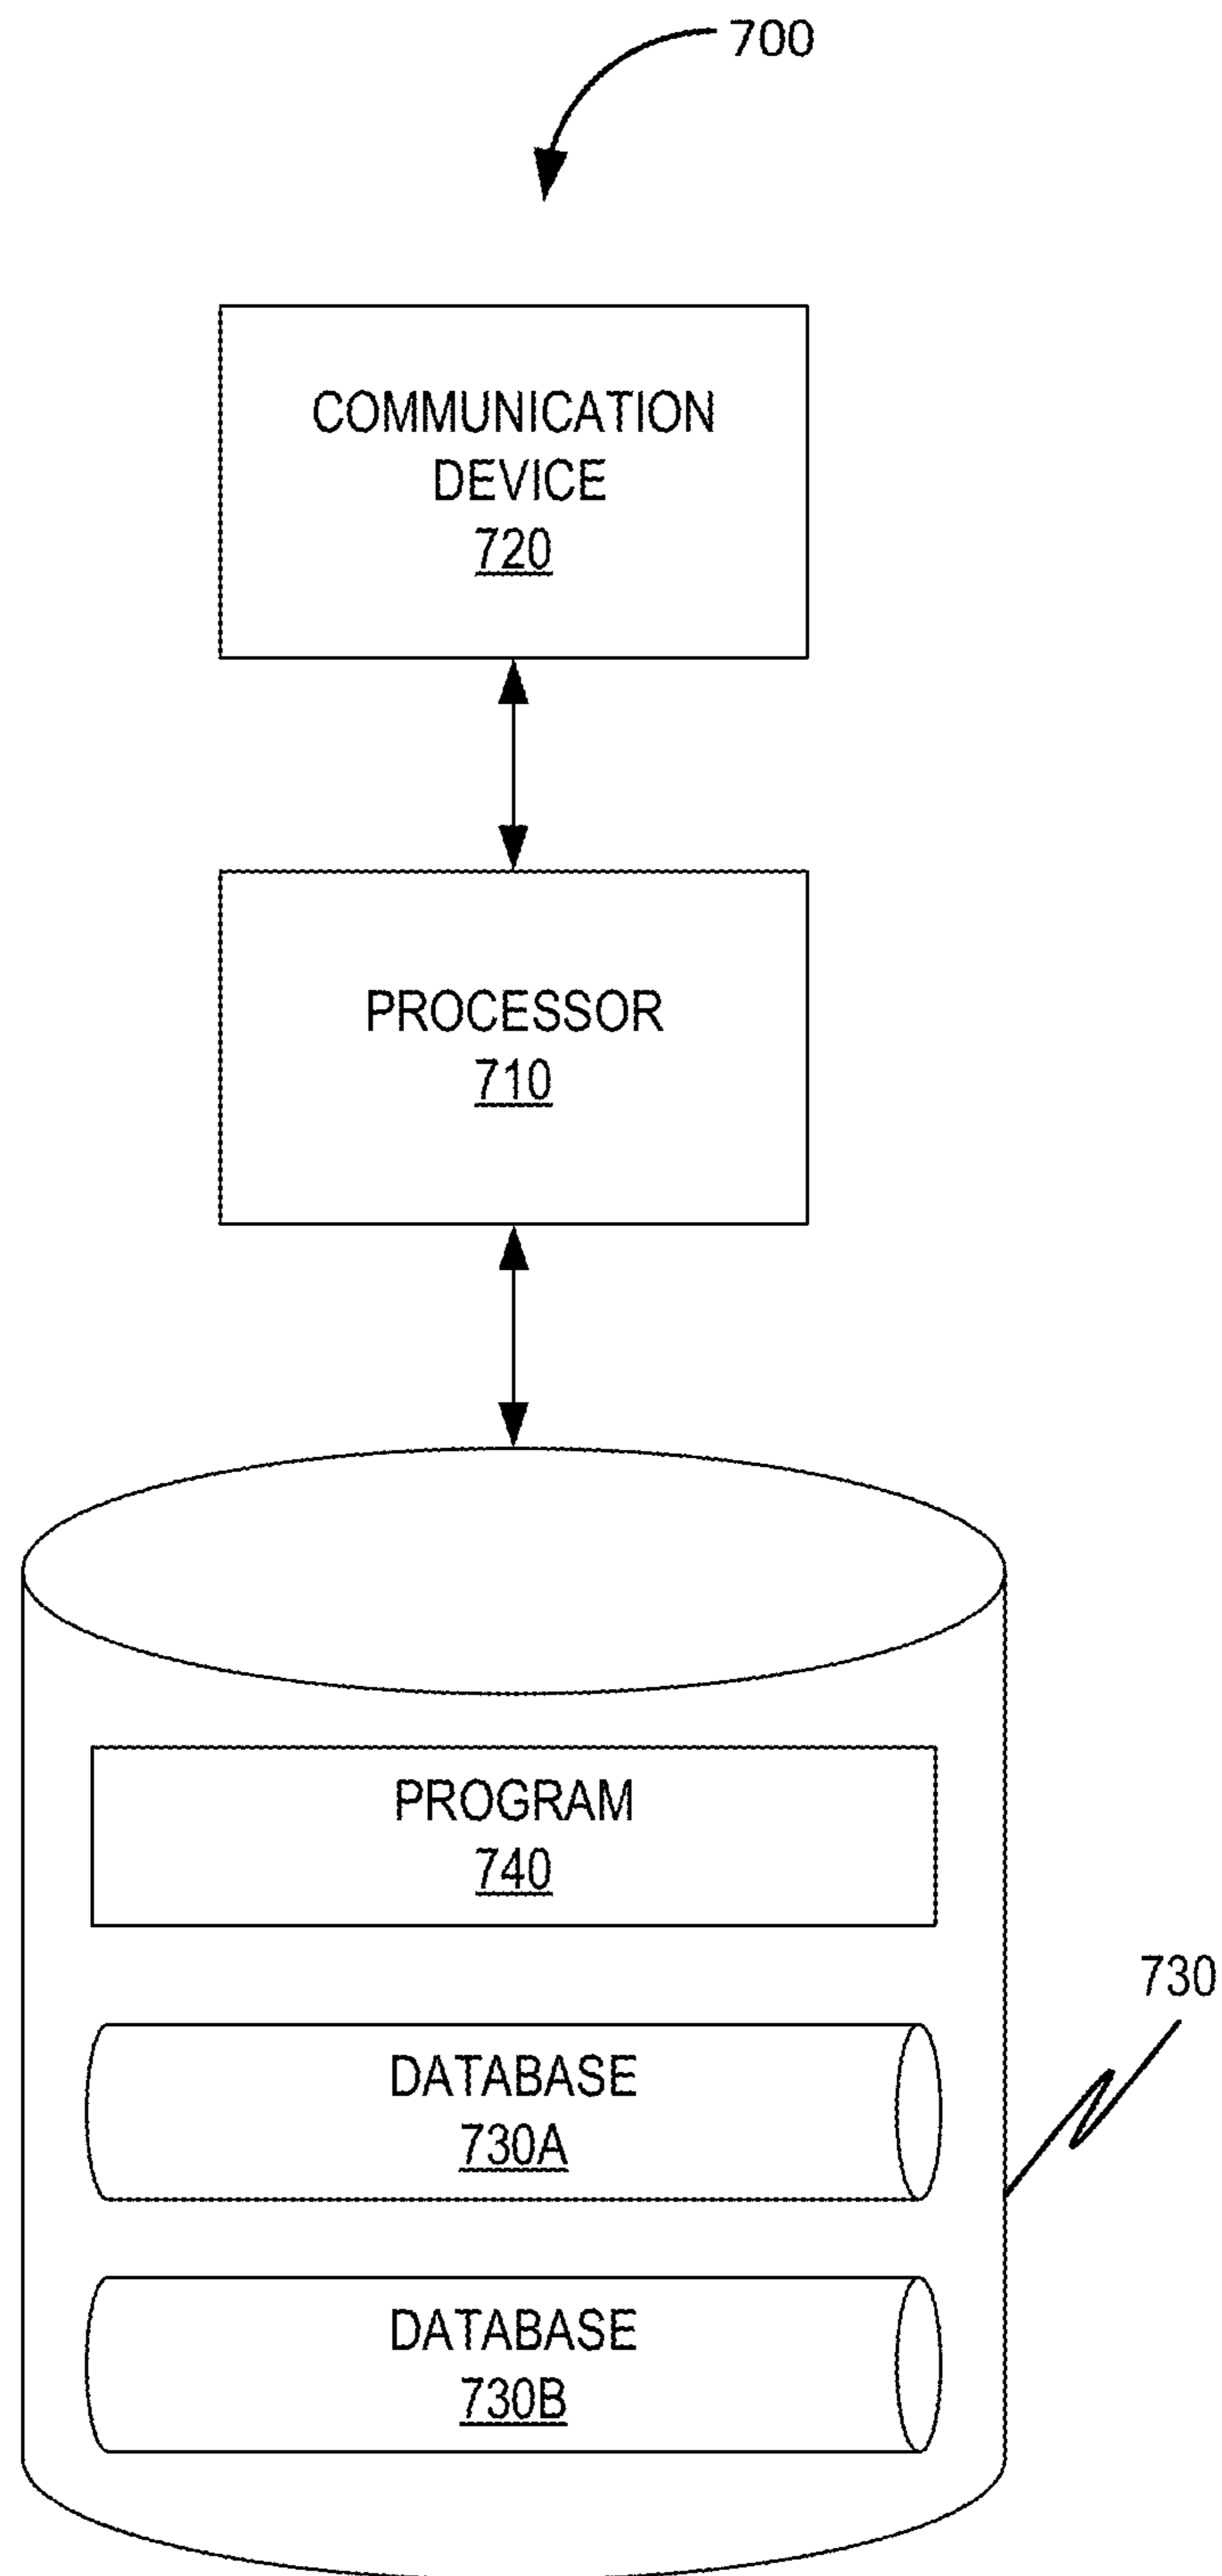 700
COMMUNICATION
DEVICE
720
PROCESSOR
710
PROGRAM
740
730
DATABASE
730A
DATABASE
730B